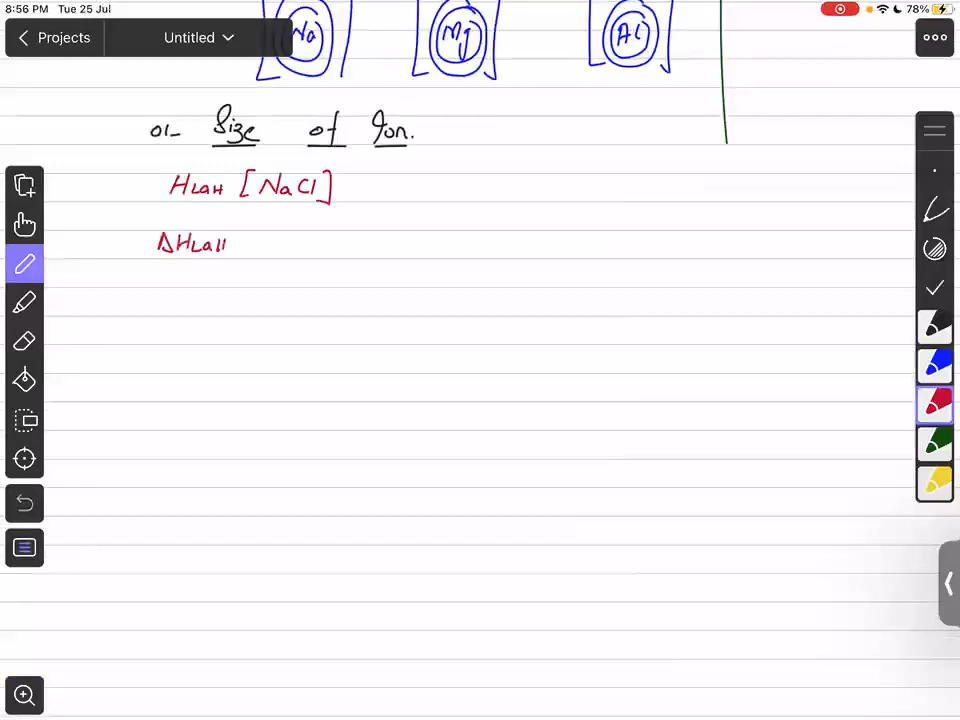 8:56 PM Tue 25 Jul 78%
Projects Untitled
Na Mg Al
01- Size of Ion.
HLatt [NaCl]
ΔHLatt